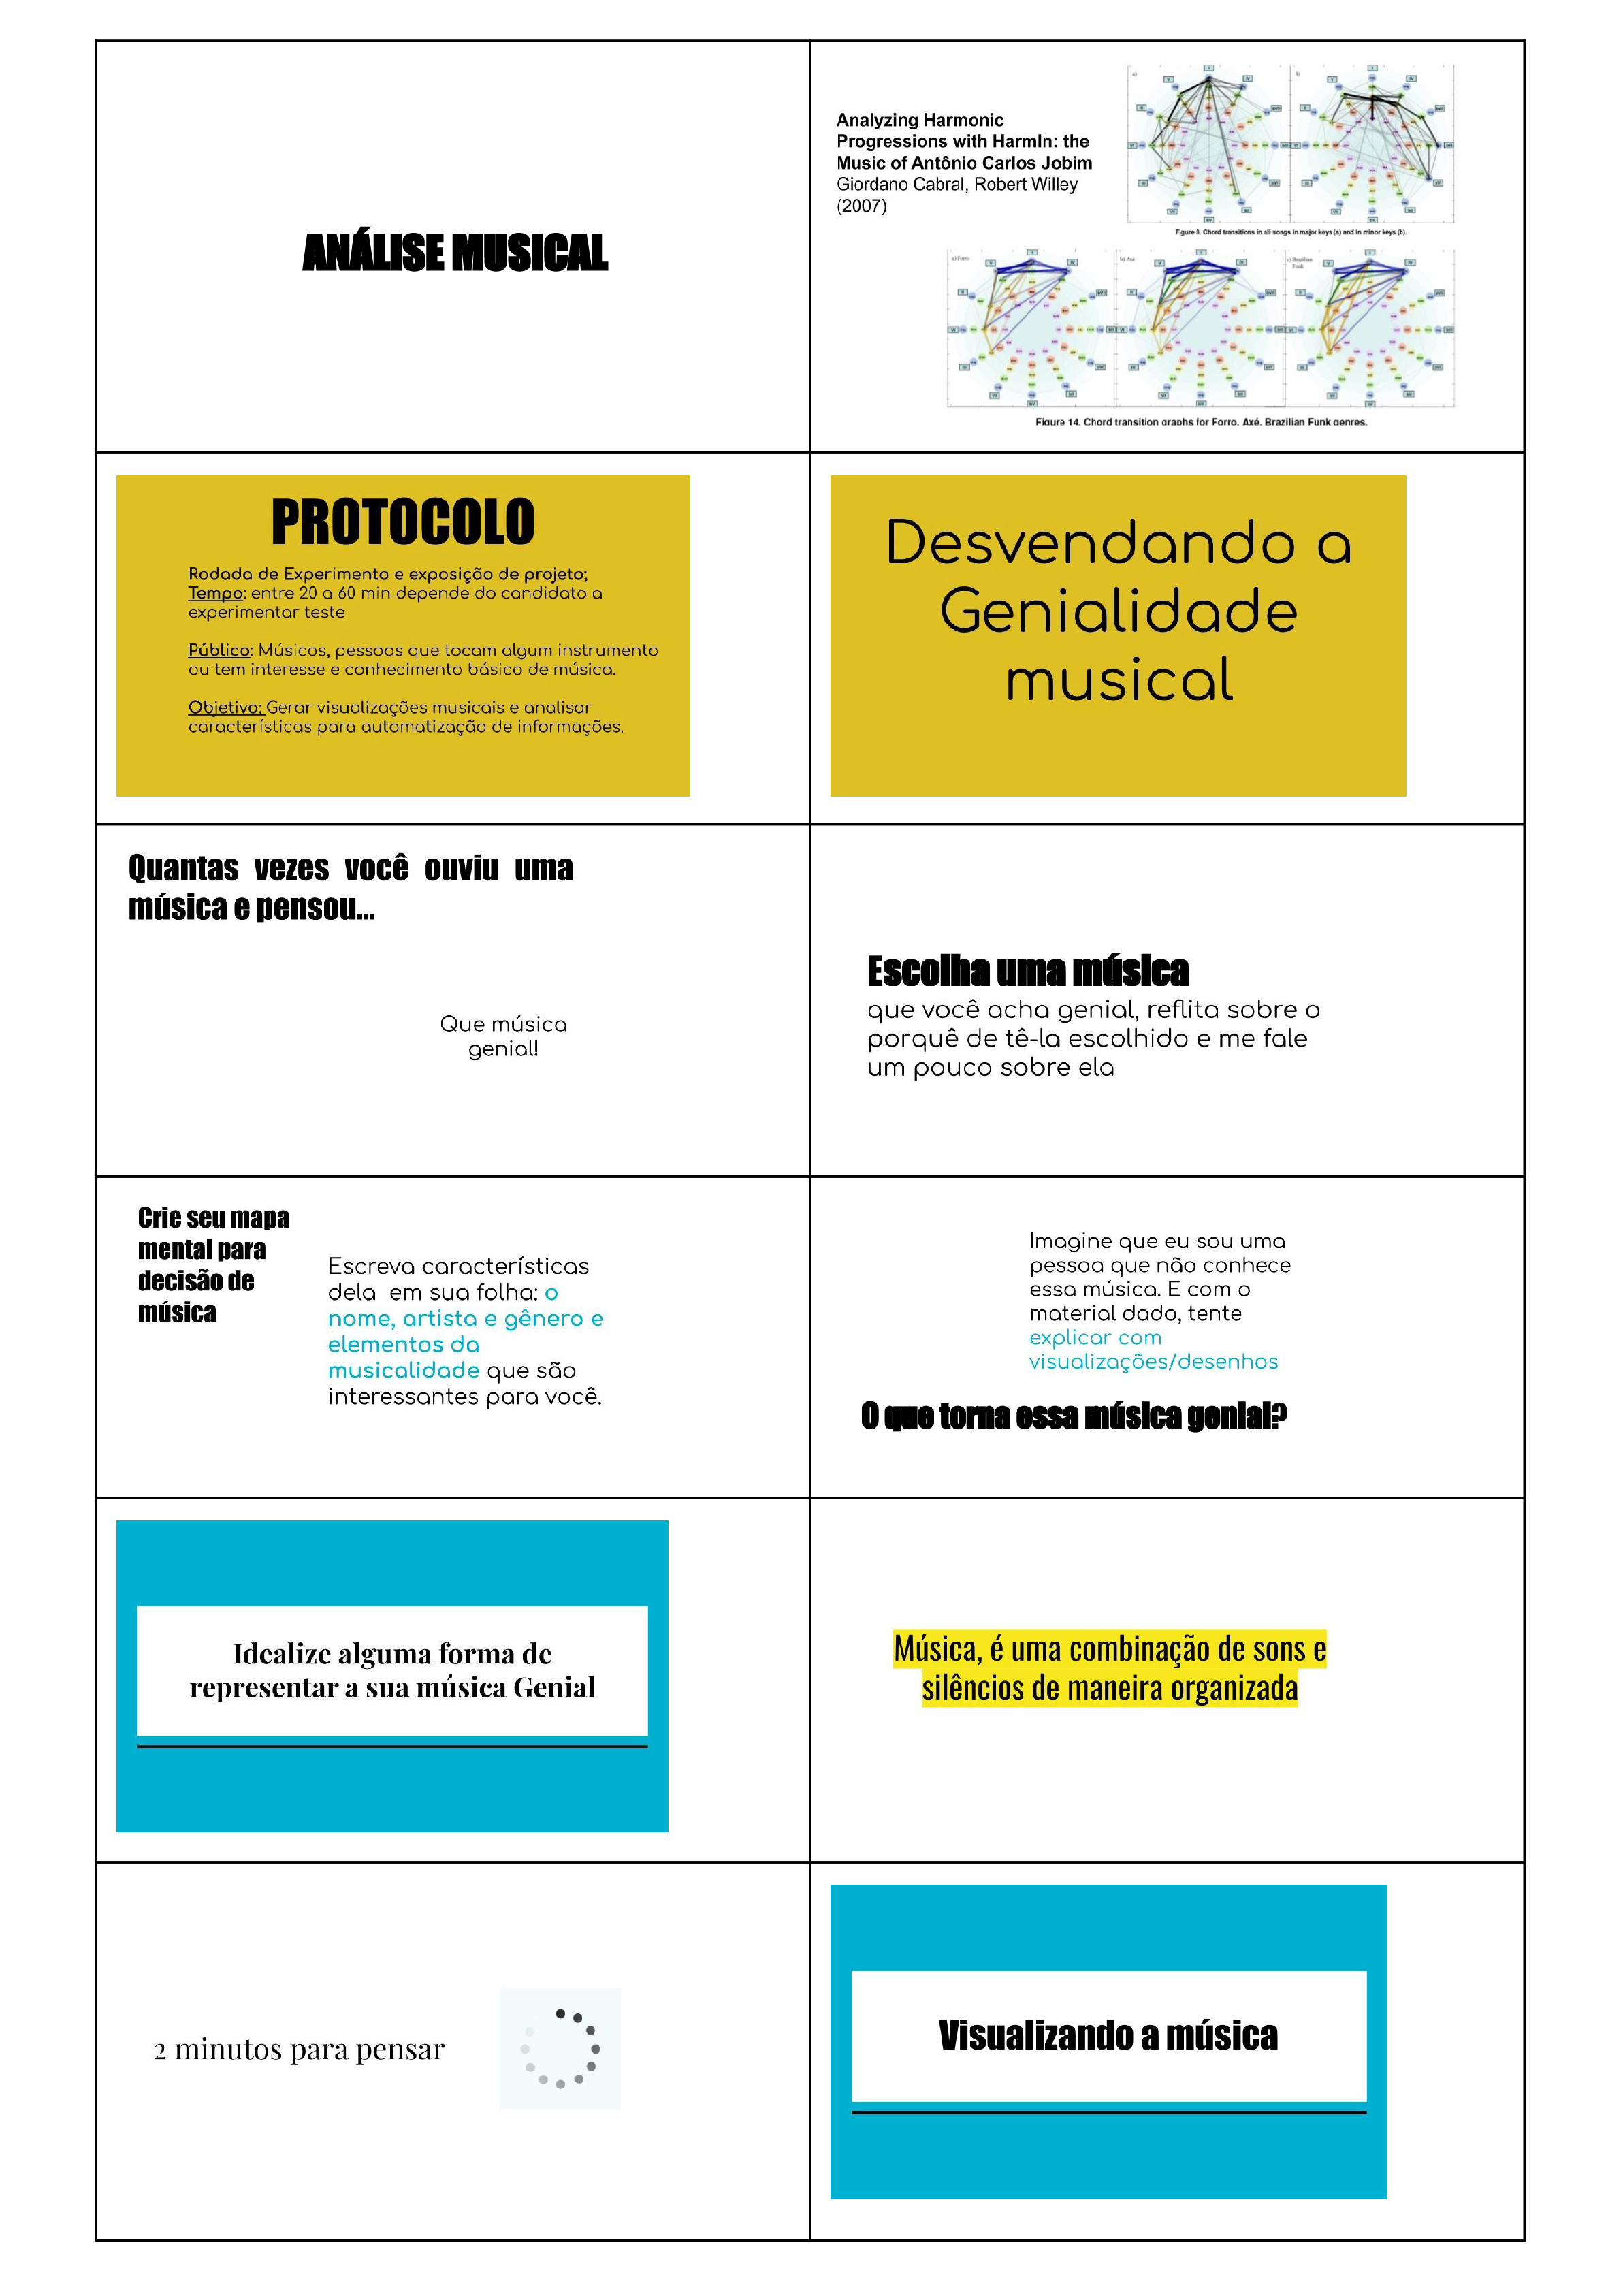 ANÁLISE MUSICAL
Analyzing Harmonic
Progressions with HarmIn: the
Music of Antônio Carlos Jobim
Giordano Cabral, Robert Willey
(2007)
Figure 8. Chord transitions in all songs in major keys (a) and in minor keys (b).
a) Forro
b) Axé
c) Brazilian
Funk
Figure 14. Chord transition graphs for Forro, Axé, Brazilian Funk genres.
PROTOCOLO
Rodada de Experimento e exposição de projeto;
Tempo: entre 20 a 60 min depende do candidato a
experimentar teste
Público: Músicos, pessoas que tocam algum instrumento
ou tem interesse e conhecimento básico de música.
Objetivo: Gerar visualizações musicais e analisar
características para automatização de informações.
Desvendando a
Genialidade
musical
Quantas vezes você ouviu uma
música e pensou...
Que música
genial!
Escolha uma música
que você acha genial, reflita sobre o
porquê de tê-la escolhido e me fale
um pouco sobre ela
Crie seu mapa
mental para
decisão de
música
Escreva características
dela em sua folha: o
nome, artista e gênero e
elementos da
musicalidade que são
interessantes para você.
Imagine que eu sou uma
pessoa que não conhece
essa música. E com o
material dado, tente
explicar com
visualizações/desenhos
O que torna essa música genial?
Idealize alguma forma de
representar a sua música Genial
Música, é uma combinação de sons e
silêncios de maneira organizada
2 minutos para pensar
Visualizando a música